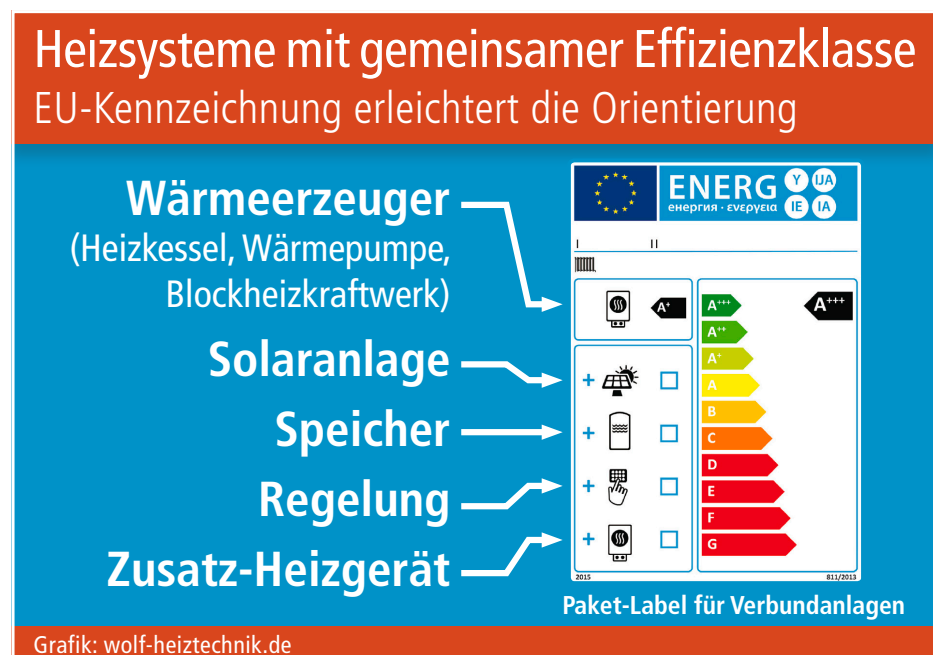 Heizsysteme mit gemeinsamer Effizienzklasse
EU-Kennzeichnung erleichtert die Orientierung
Wärmeerzeuger
(Heizkessel, Wärmepumpe,
Blockheizkraftwerk)
Solaranlage
Speicher
Regelung
Zusatz-Heizgerät
ENERG
енергия · ενεργεια
Y IJA
IE IA
I II
A+
A+++
A++
A+
A
B
C
D
E
F
G
A+++
+
+
+
+
2015 811/2013
Paket-Label für Verbundanlagen
Grafik: wolf-heiztechnik.de